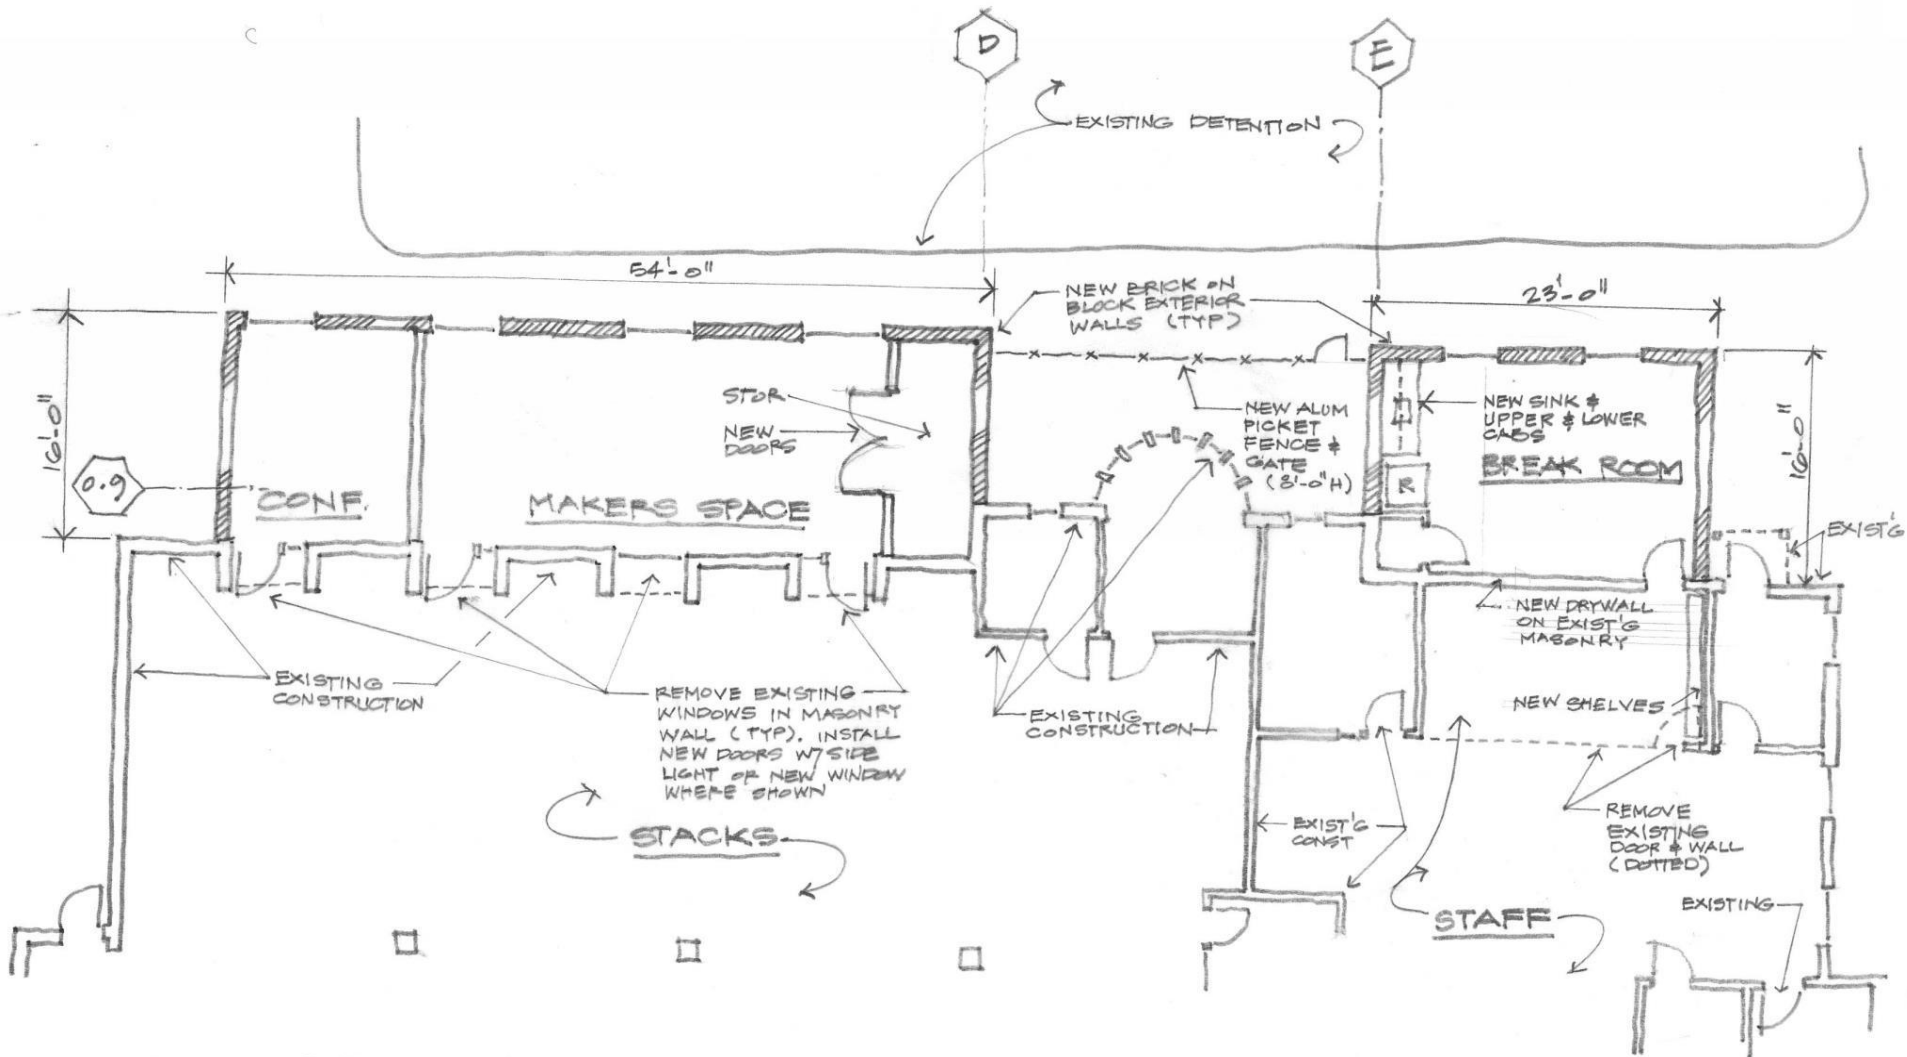 D
E
EXISTING DETENTION
54'-0"
NEW BRICK ON
BLOCK EXTERIOR
WALLS (TYP)
23'-0"
16'-0"
0.9
CONF.
MAKERS SPACE
STOR
NEW
DOORS
NEW ALUM
PICKET
FENCE &
GATE
(8'-0"H)
NEW SINK &
UPPER & LOWER
CABS
BREAK ROOM
R
16'-0"
EXIST'G
NEW DRYWALL
ON EXIST'G
MASONRY
EXISTING
CONSTRUCTION
REMOVE EXISTING
WINDOWS IN MASONRY
WALL (TYP). INSTALL
NEW DOORS W/ SIDE
LIGHT OR NEW WINDOW
WHERE SHOWN
EXISTING
CONSTRUCTION
NEW SHELVES
STACKS
EXIST'G
CONST
REMOVE
EXISTING
DOOR & WALL
(DOTTED)
STAFF
EXISTING